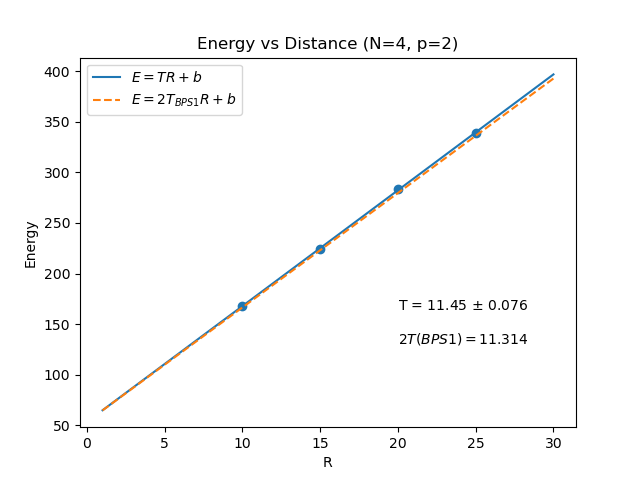 Energy vs Distance (N=4, p=2)
E = TR + b
E = 2T_{BPS1}R + b
Energy
400
350
300
250
200
150
100
50
T = 11.45 ± 0.076
2T(BPS1) = 11.314
0 5 10 15 20 25 30
R